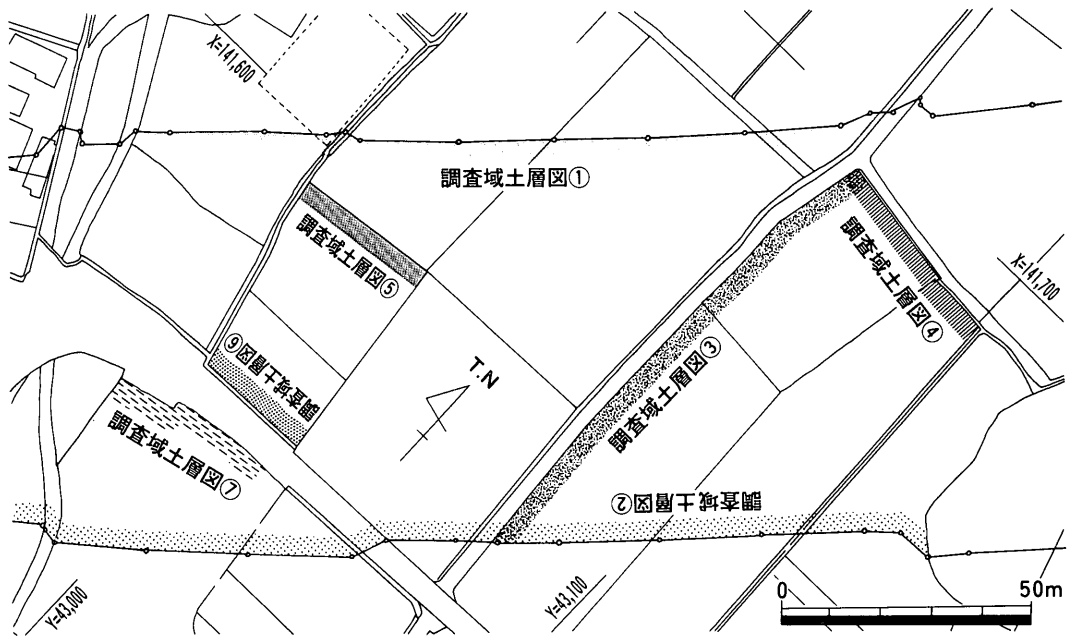 X=141,600
調査域土層図①
調査域土層図⑤
調査域土層図④
X=141,700
調査域土層図⑥
T.N
調査域土層図③
調査域土層図⑦
調査域土層図②
Y=43,000
Y=43,100
0 50m